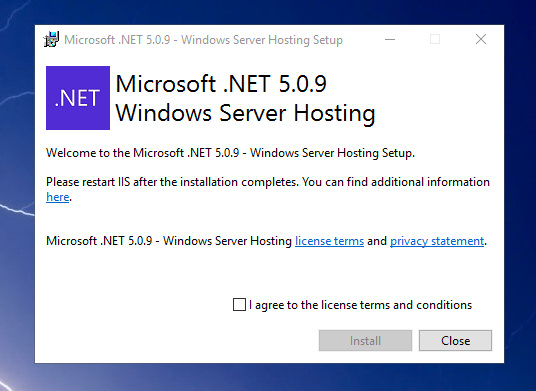 Microsoft .NET 5.0.9 - Windows Server Hosting Setup
.NET
Microsoft .NET 5.0.9
Windows Server Hosting
Welcome to the Microsoft .NET 5.0.9 - Windows Server Hosting Setup.
Please restart IIS after the installation completes. You can find additional information
here.
Microsoft .NET 5.0.9 - Windows Server Hosting license terms and privacy statement.
I agree to the license terms and conditions
Install Close